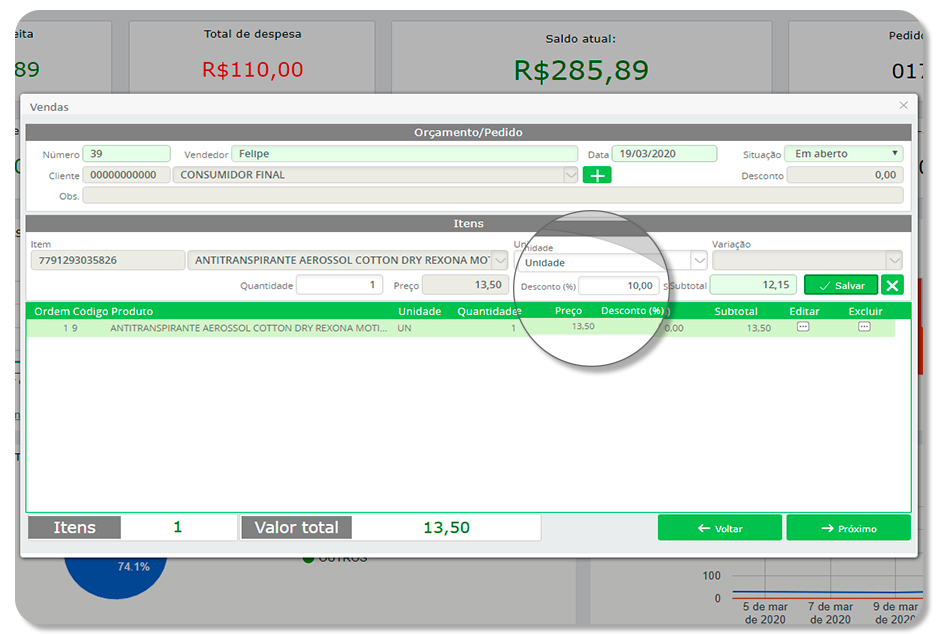 eita
Total de despesa
Saldo atual:
Pedido
89
R$110,00
R$285,89
017
Vendas
Orçamento/Pedido
Número 39 Vendedor Felipe Data 19/03/2020 Situação Em aberto
Cliente 00000000000 CONSUMIDOR FINAL Desconto 0,00
Obs.
Itens
Item Unidade Variação
7791293035826 ANTITRANSPIRANTE AEROSSOL COTTON DRY REXONA MO Unidade
Quantidade 1 Preço 13,50 Desconto (%) 10,00 Subtotal 12,15 Salvar
Ordem Codigo Produto Unidade Quantidade Preço Desconto (%) Subtotal Editar Excluir
1 9 ANTITRANSPIRANTE AEROSSOL COTTON DRY REXONA MOTI... UN 1 13,50 0,00 13,50
Itens 1 Valor total 13,50 Voltar Próximo
OUTROS
74.1%
100
0
5 de mar de 2020
7 de mar de 2020
9 de mar de 2020